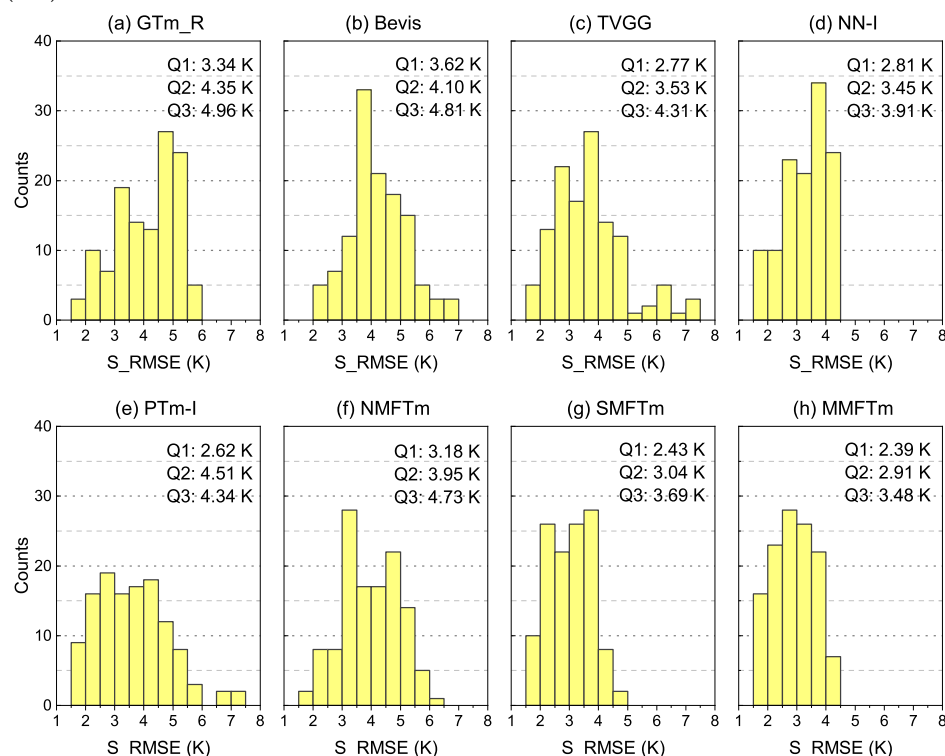 (a) GTm_R
(b) Bevis
(c) TVGG
(d) NN-I
40
30
20
10
0
Counts
Q1: 3.34 K
Q2: 4.35 K
Q3: 4.96 K
Q1: 3.62 K
Q2: 4.10 K
Q3: 4.81 K
Q1: 2.77 K
Q2: 3.53 K
Q3: 4.31 K
Q1: 2.81 K
Q2: 3.45 K
Q3: 3.91 K
1 2 3 4 5 6 7 8
1 2 3 4 5 6 7 8
1 2 3 4 5 6 7 8
1 2 3 4 5 6 7 8
S_RMSE (K)
S_RMSE (K)
S_RMSE (K)
S_RMSE (K)
(e) PTm-I
(f) NMFTm
(g) SMFTm
(h) MMFTm
40
30
20
10
0
Counts
Q1: 2.62 K
Q2: 4.51 K
Q3: 4.34 K
Q1: 3.18 K
Q2: 3.95 K
Q3: 4.73 K
Q1: 2.43 K
Q2: 3.04 K
Q3: 3.69 K
Q1: 2.39 K
Q2: 2.91 K
Q3: 3.48 K
1 2 3 4 5 6 7 8
1 2 3 4 5 6 7 8
1 2 3 4 5 6 7 8
1 2 3 4 5 6 7 8
S_RMSE (K)
S_RMSE (K)
S_RMSE (K)
S_RMSE (K)